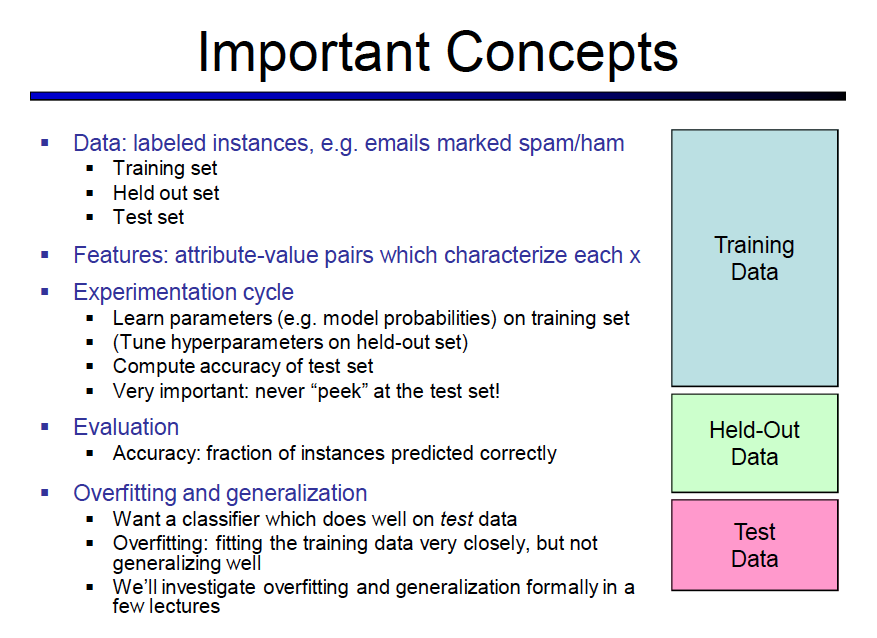 Important Concepts
Data: labeled instances, e.g. emails marked spam/ham
Training set
Held out set
Test set
Features: attribute-value pairs which characterize each x
Experimentation cycle
Learn parameters (e.g. model probabilities) on training set
(Tune hyperparameters on held-out set)
Compute accuracy of test set
Very important: never “peek” at the test set!
Evaluation
Accuracy: fraction of instances predicted correctly
Overfitting and generalization
Want a classifier which does well on test data
Overfitting: fitting the training data very closely, but not
generalizing well
We’ll investigate overfitting and generalization formally in a
few lectures
Training
Data
Held-Out
Data
Test
Data